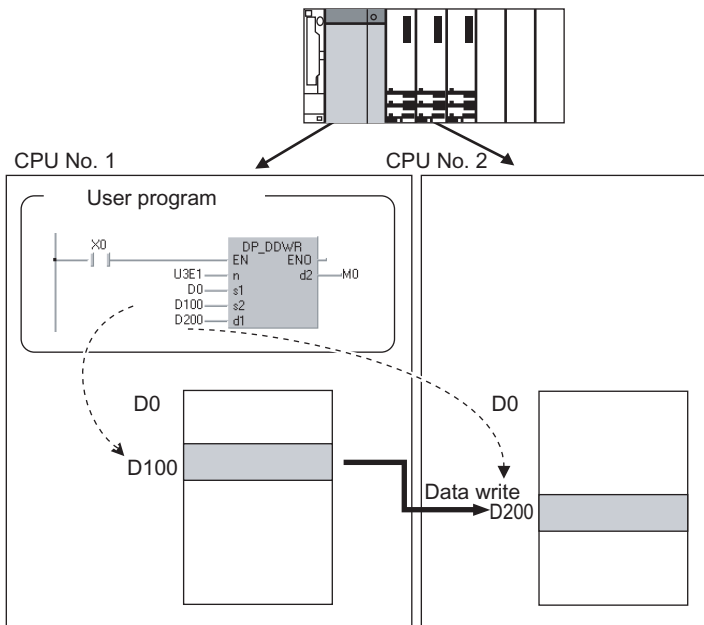 CPU No. 1
CPU No. 2
User program
X0
DP_DDWR
EN ENO
U3E1 n d2 M0
D0 s1
D100 s2
D200 d1
D0
D0
D100
Data write
D200